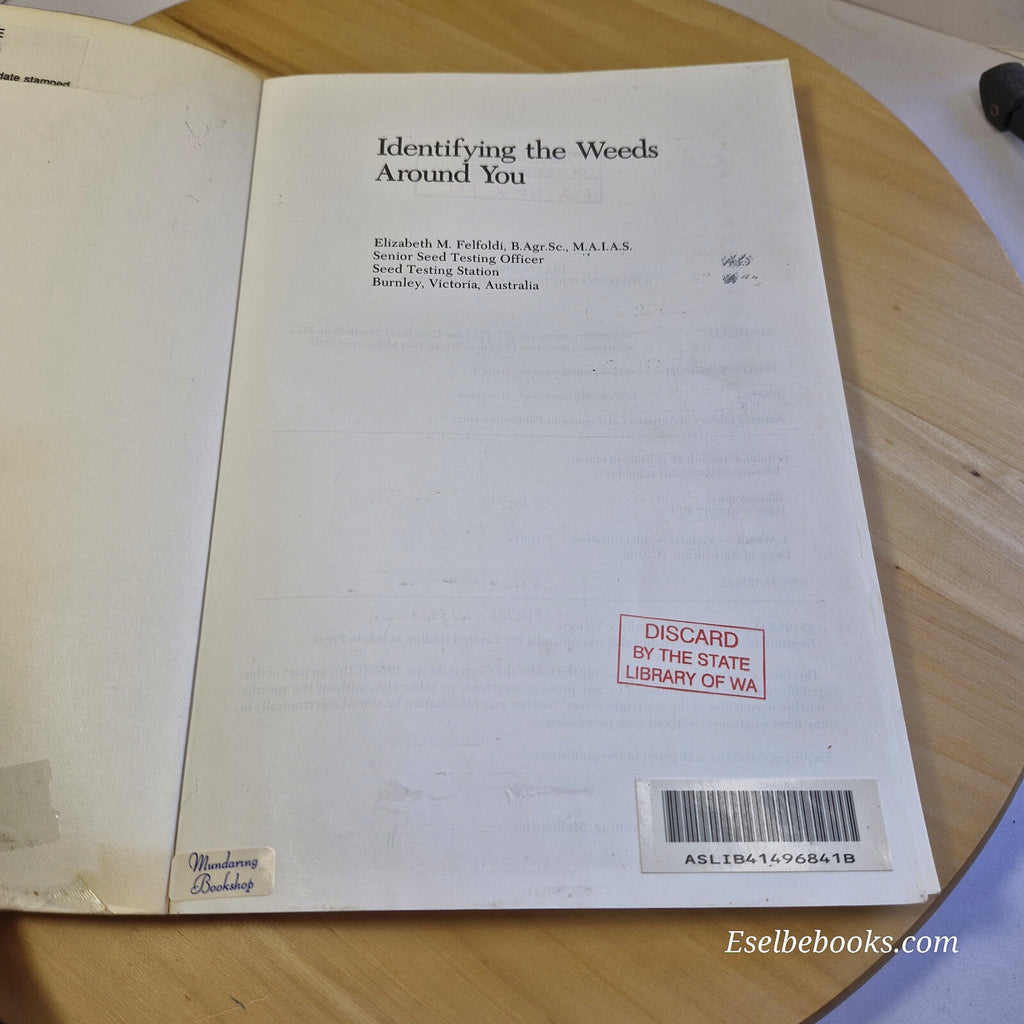 date stamped
Identifying the Weeds
Around You
Elizabeth M. Felfoldi, B.Agr.Sc., M.A.I.A.S.
Senior Seed Testing Officer
Seed Testing Station
Burnley, Victoria, Australia
DISCARD
BY THE STATE
LIBRARY OF WA
ASLIB41496841B
Mundaring
Bookshop
Eselbebooks.com